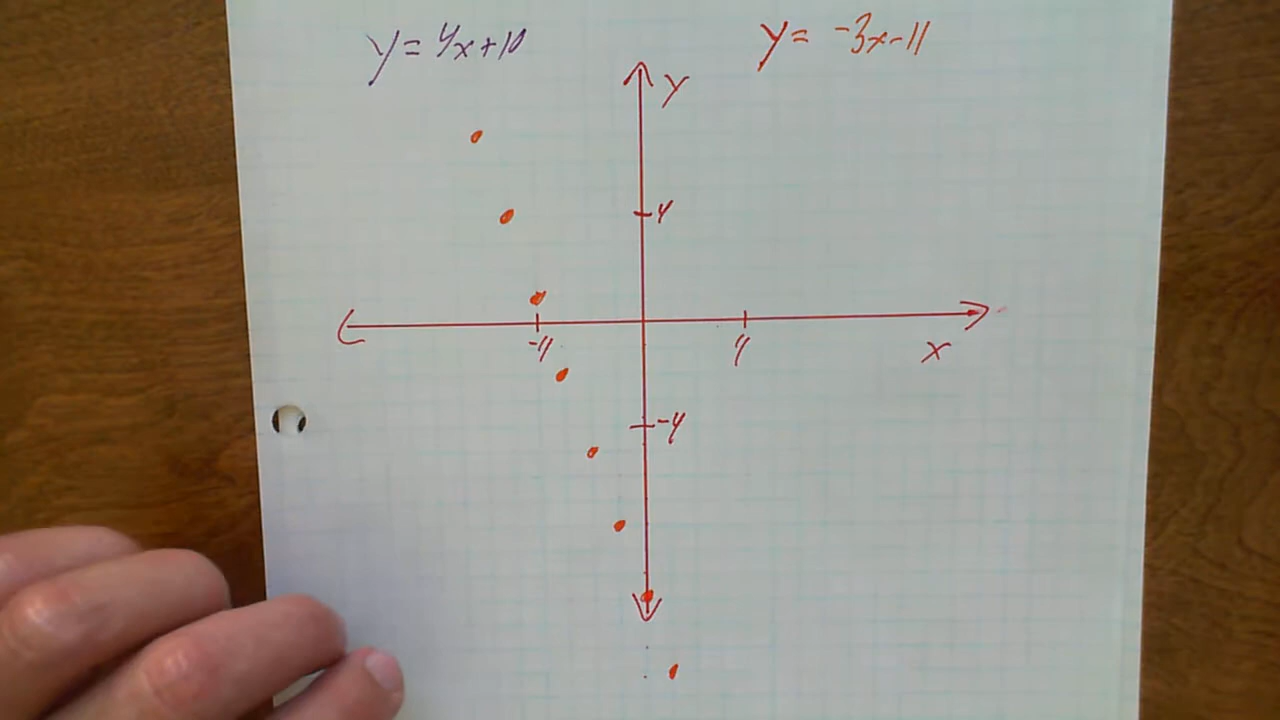 y = 4x + 10
y = -3x - 11
y
4
-4 4 x
-4